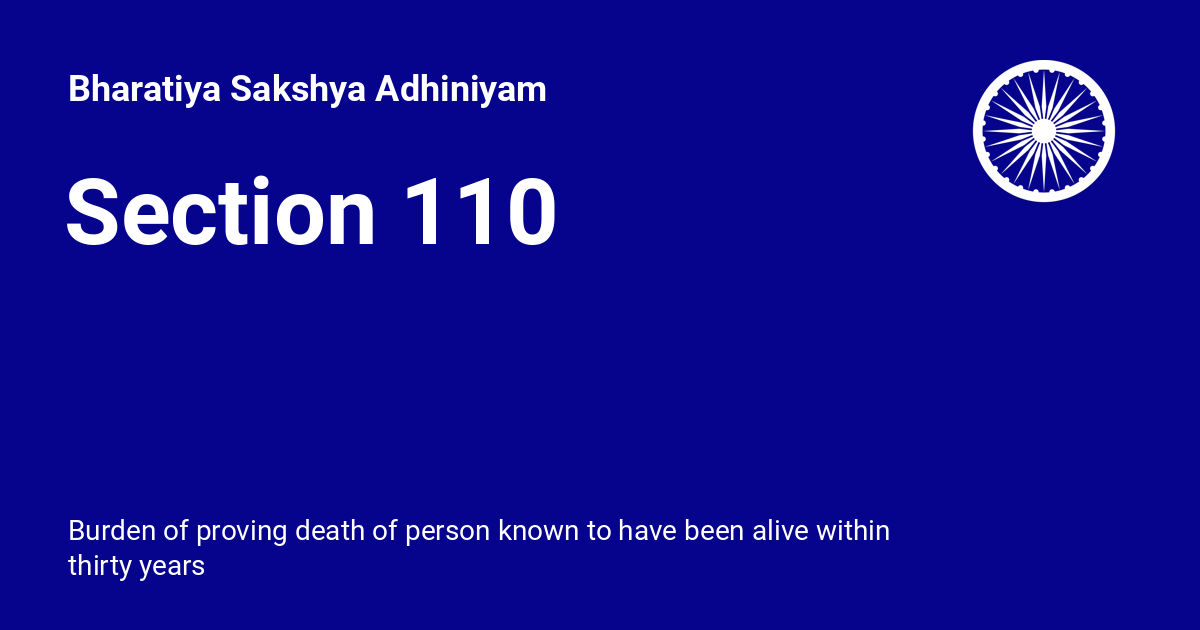 Bharatiya Sakshya Adhiniyam
Section 110
Burden of proving death of person known to have been alive within
thirty years